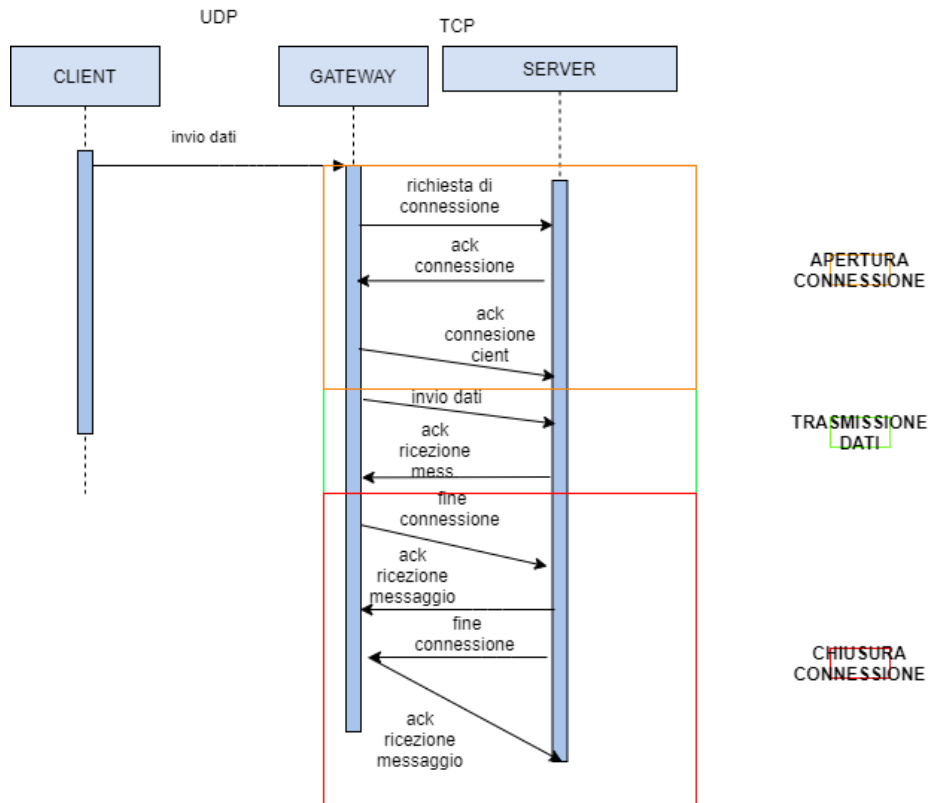 UDP
TCP
CLIENT
GATEWAY
SERVER
invio dati
richiesta di
connessione
ack
connessione
APERTURA
CONNESSIONE
ack
connesione
cient
invio dati
TRASMISSIONE
DATI
ack
ricezione
mess
fine
connessione
ack
ricezione
messaggio
fine
connessione
CHIUSURA
CONNESSIONE
ack
ricezione
messaggio